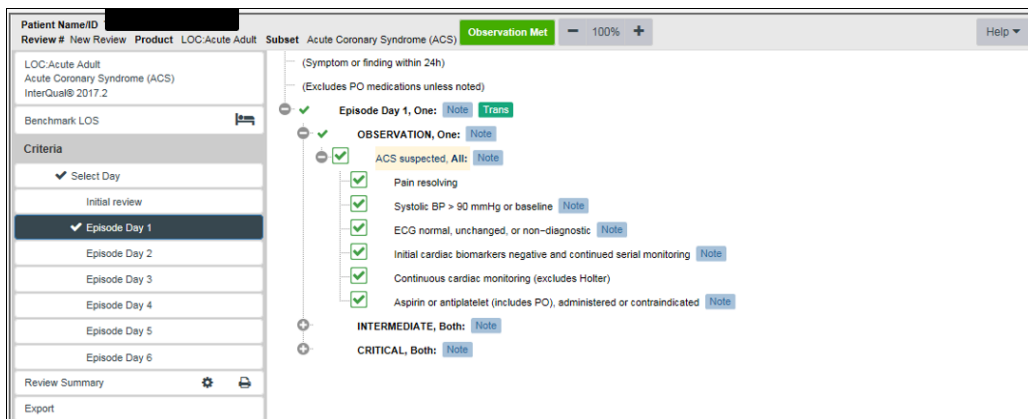 Patient Name/ID
Review # New Review Product LOC:Acute Adult Subset Acute Coronary Syndrome (ACS)
Observation Met
100%
Help
LOC:Acute Adult
Acute Coronary Syndrome (ACS)
InterQual® 2017.2
Benchmark LOS
Criteria
Select Day
Initial review
Episode Day 1
Episode Day 2
Episode Day 3
Episode Day 4
Episode Day 5
Episode Day 6
Review Summary
Export
(Symptom or finding within 24h)
(Excludes PO medications unless noted)
Episode Day 1, One: Note Trans
OBSERVATION, One: Note
ACS suspected, All: Note
Pain resolving
Systolic BP > 90 mmHg or baseline Note
ECG normal, unchanged, or non-diagnostic Note
Initial cardiac biomarkers negative and continued serial monitoring Note
Continuous cardiac monitoring (excludes Holter)
Aspirin or antiplatelet (includes PO), administered or contraindicated Note
INTERMEDIATE, Both: Note
CRITICAL, Both: Note